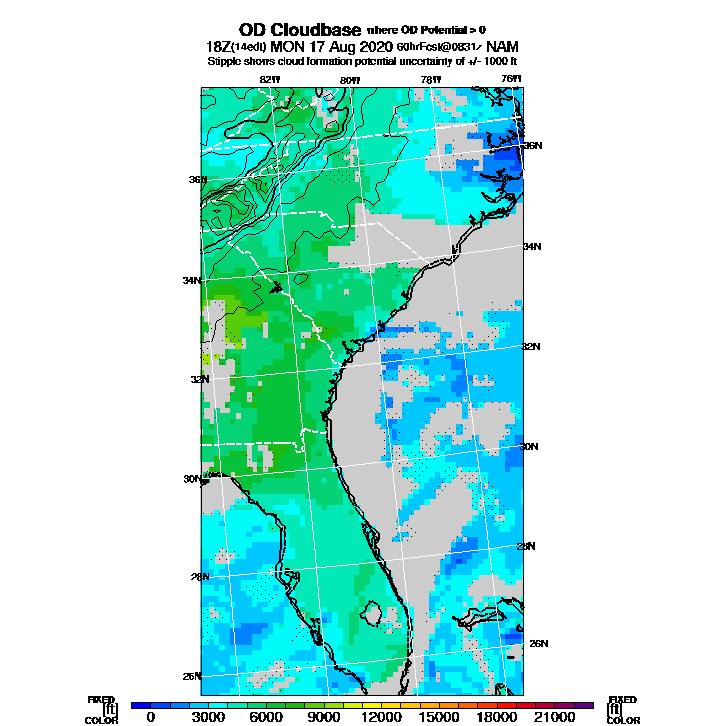 OD Cloudbase where OD Potential > 0
18Z(14edt) MON 17 Aug 2020 60hrFcst@0831z NAM
Stipple shows cloud formation potential uncertainty of +/- 1000 ft
82W 80W 78W 76W
36N
36N
34N
34N
32N
32N
30N
30N
28N
28N
26N
26N
FIXED FIXED
[ft] [ft]
COLOR 0 3000 6000 9000 12000 15000 18000 21000 COLOR